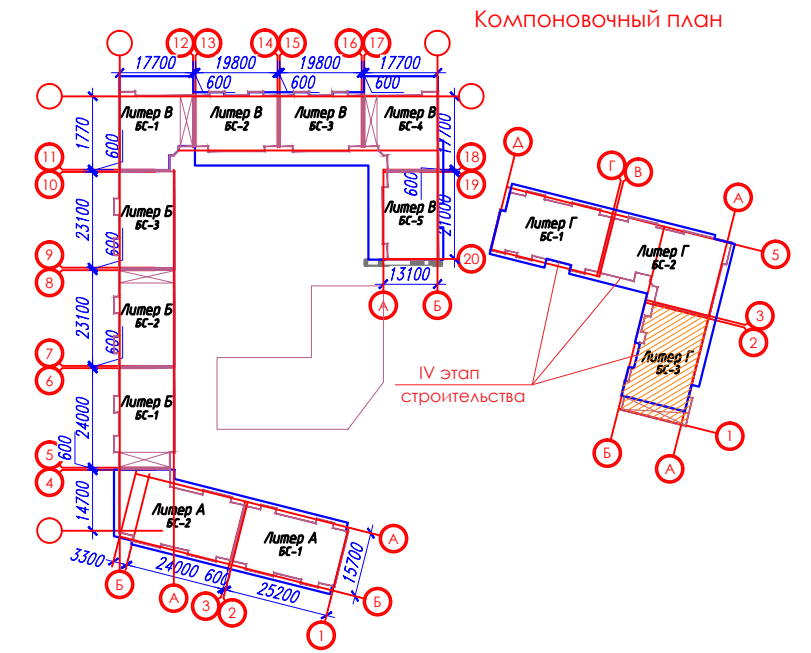 Компоновочный план
12 13 14 15 16 17
17700 19800 19800 17700
600 600 600
Литер В
БС-1
Литер В
БС-2
Литер В
БС-3
Литер В
БС-4
1770
600
17700
11
10
18
19
600
Литер В
БС-5
21000
20
13100
А Б
23100
600
Литер Б
БС-3
9
8
23100
600
Литер Б
БС-2
7
6
24000
600
Литер Б
БС-1
5
4
14700
Литер А
БС-2
Литер А
БС-1
3300
24000
600
25200
15700
Б
А
3
2
1
А
Б
Д
Г
В
А
Литер Г
БС-1
Литер Г
БС-2
5
3
2
Литер Г
БС-3
IV этап
строительства
1
Б
А